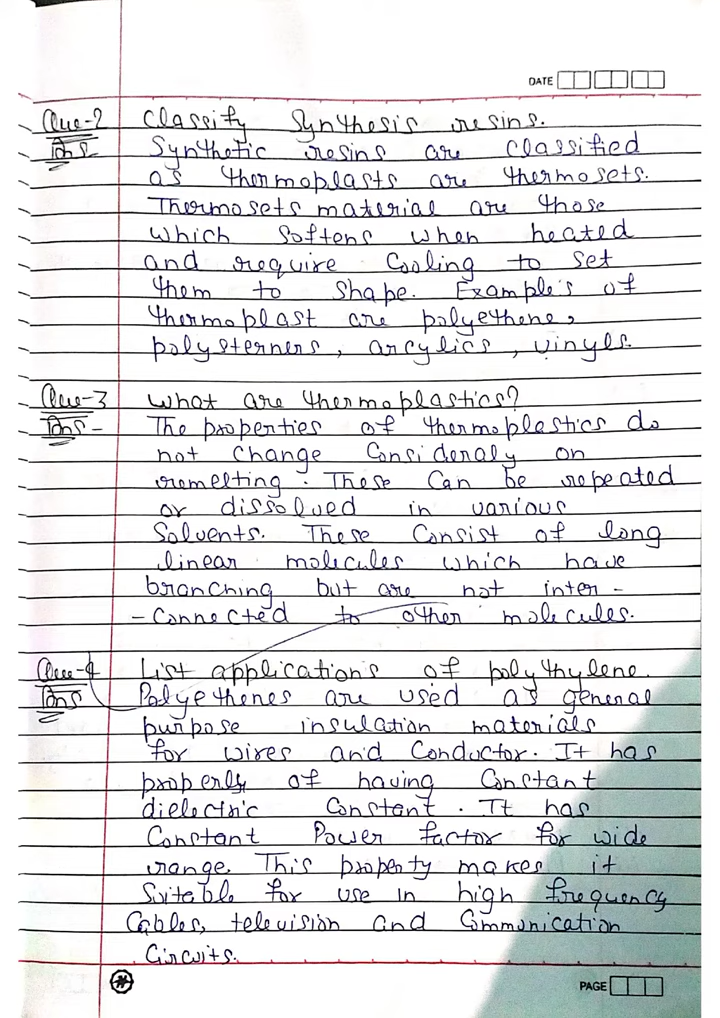 DATE
Que-2 Classify Synthesis resins.
Ans Synthetic resins are classified
as thermoplasts are thermosets.
Thermosets material are those
which softens when heated
and require cooling to set
them to shape. Example's of
thermoplast are polyethene,
polysterners, arcylics, vinyls.
Que-3 What are thermoplastics?
Ans- The properties of thermoplastics do
not change Consideraly on
remelting. These Can be repeated
or dissolved in various
Solvents. These Consist of long
linear molecules which have
branching but are not inter-
-Connected to other molecules.
Que-4 List applications of polythylene.
Ans Polyethenes are used as general
purpose insulation materials
for wires and Conductor. It has
properly of having Constant
dielectric Constant. It has
Constant Power factor for wide
range. This property makes it
Suiteble for use in high frequency
Cables, television and Communication
Circuits.
PAGE